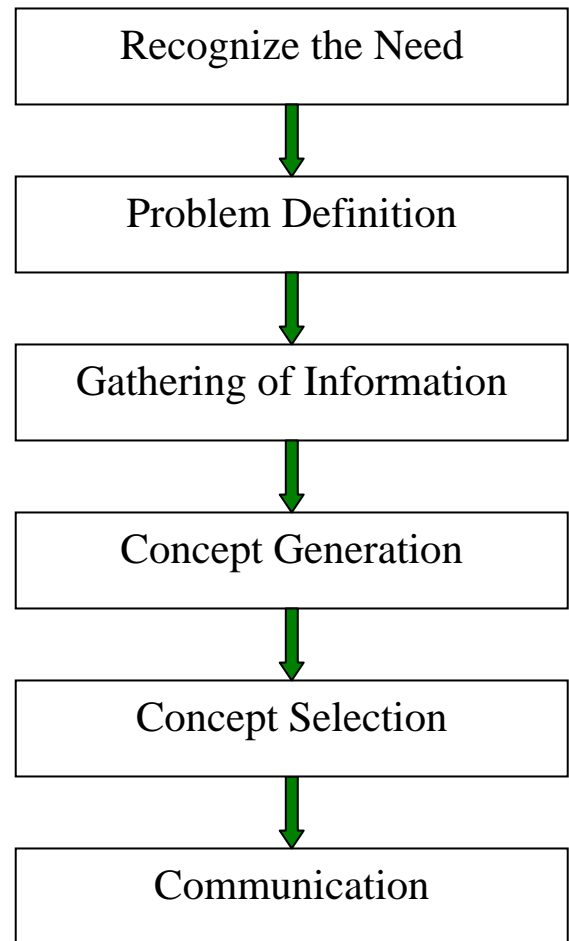 Recognize the Need
Problem Definition
Gathering of Information
Concept Generation
Concept Selection
Communication